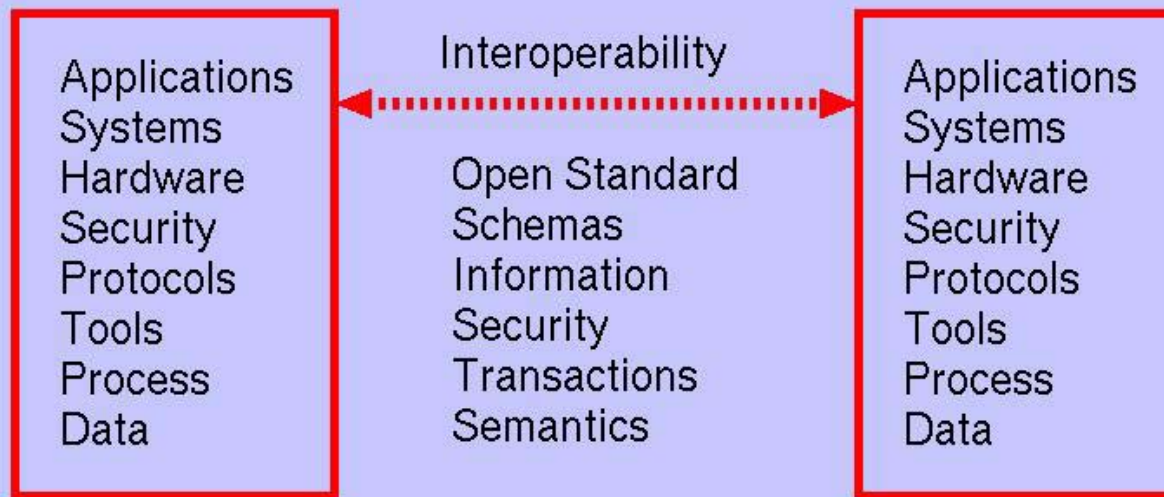 Applications
Systems
Hardware
Security
Protocols
Tools
Process
Data
Interoperability
Open Standard
Schemas
Information
Security
Transactions
Semantics
Applications
Systems
Hardware
Security
Protocols
Tools
Process
Data